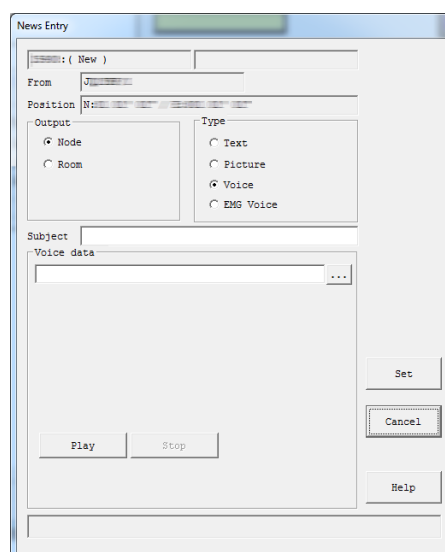 News Entry
:( New )
From J
Position N:
Output
Node
Room
Type
Text
Picture
Voice
EMG Voice
Subject
Voice data
...
Set
Cancel
Play Stop
Help